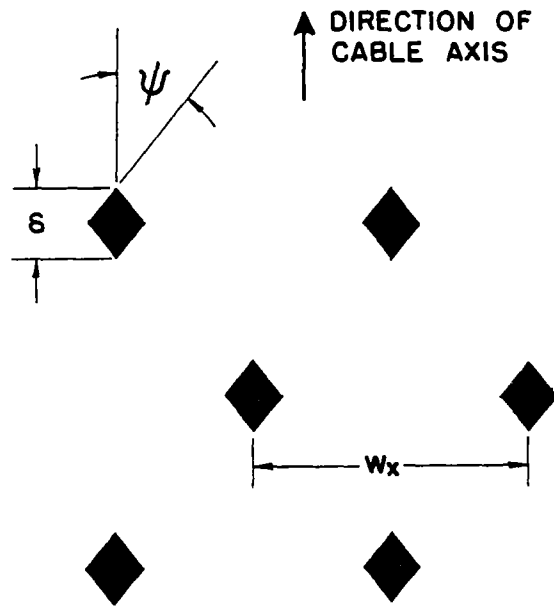 DIRECTION OF
CABLE AXIS
ψ
δ
Wx